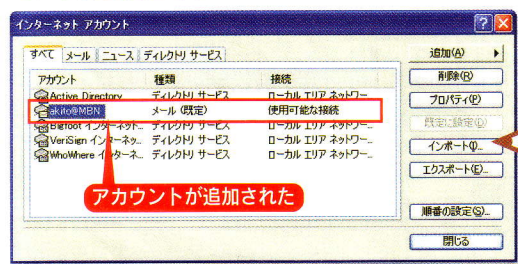 インターネット アカウント
すべて メール ニュース ディレクトリ サービス
アカウント 種類 接続
Active Directory ディレクトリ サービス ローカル エリア ネットワー...
akito@MBN メール (既定) 使用可能な接続
Bigfoot インターネット... ディレクトリ サービス ローカル エリア ネットワー...
VeriSign インターネッ... ディレクトリ サービス ローカル エリア ネットワー...
WhoWhere インターネ... ディレクトリ サービス ローカル エリア ネットワー...
アカウントが追加された
追加(A)
削除(R)
プロパティ(P)
既定に設定(D)
インポート(I)...
エクスポート(E)...
順番の設定(S)...
閉じる